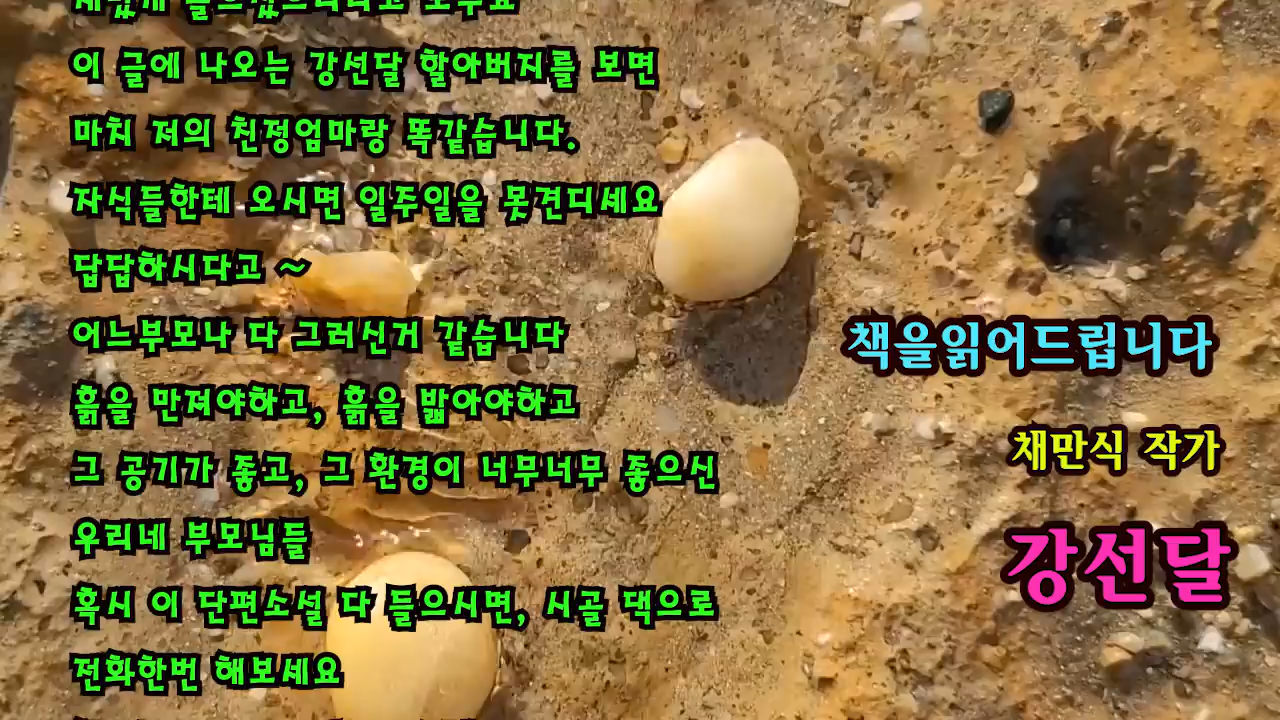 이 글에 나오는 강선달 할아버지를 보면
마치 저의 친정엄마랑 똑같습니다.
자식들한테 오시면 일주일을 못견디세요
답답하시다고 ~
어느부모나 다 그러신거 같습니다
흙을 만져야하고, 흙을 밟아야하고
그 공기가 좋고, 그 환경이 너무너무 좋으신
우리네 부모님들
혹시 이 단편소설 다 들으시면, 시골 댁으로
전화한번 해보세요
책을읽어드립니다
채만식 작가
강선달